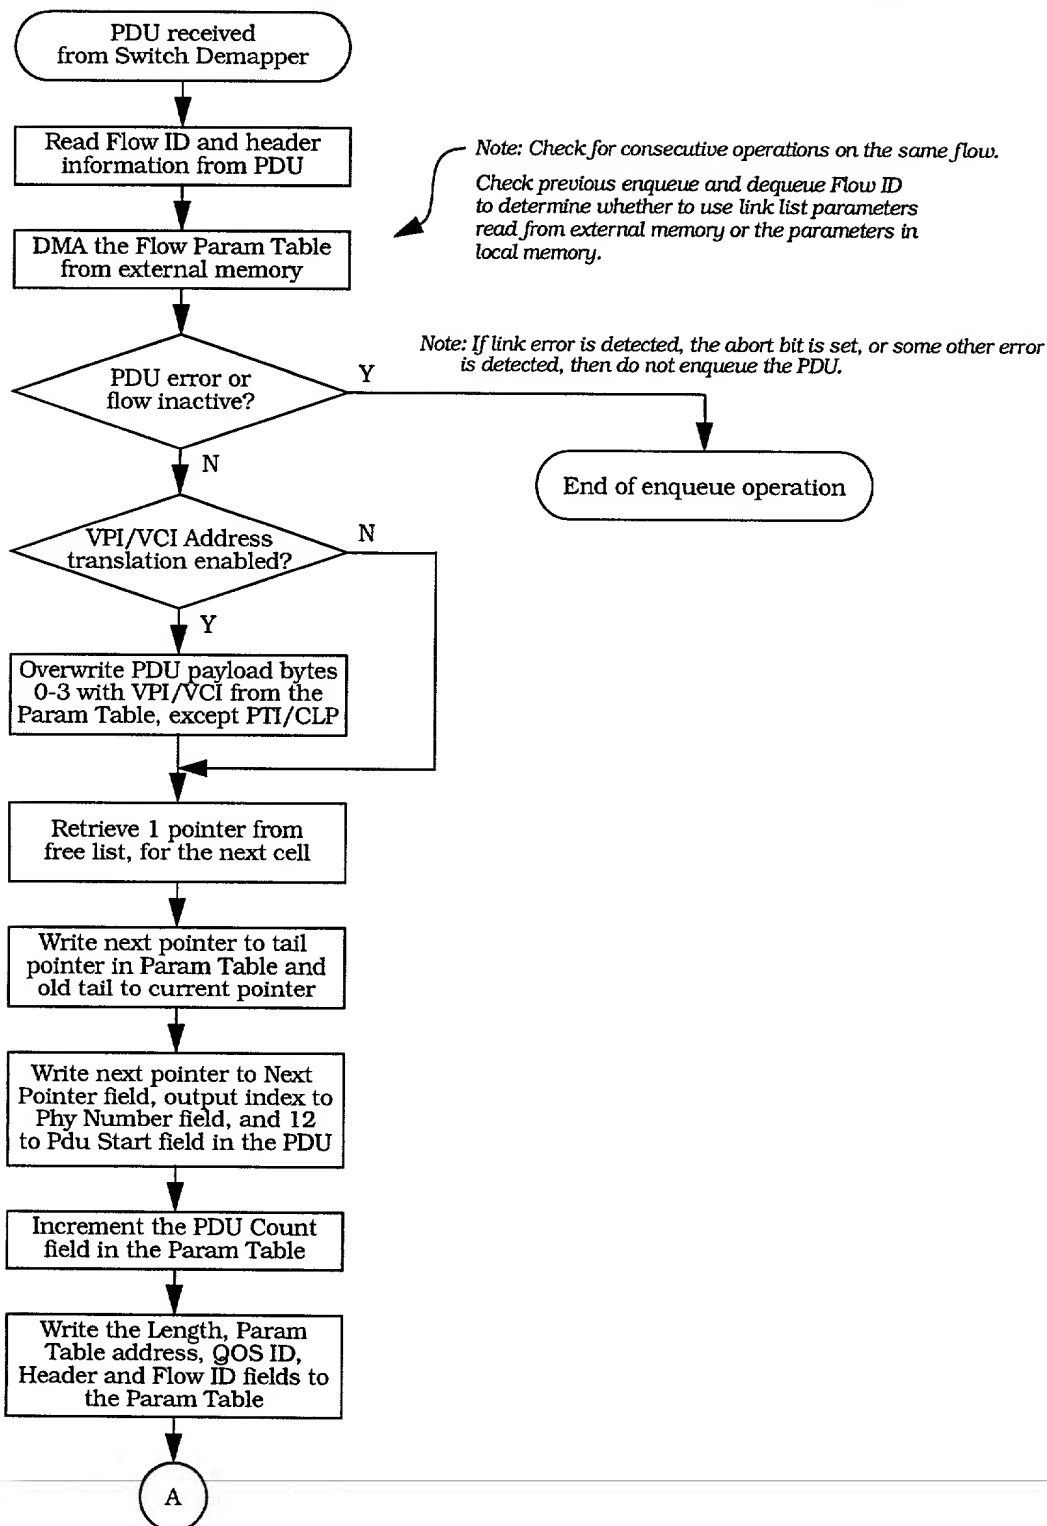 PDU received
from Switch Demapper
Read Flow ID and header
information from PDU
Note: Check for consecutive operations on the same flow.
Check previous enqueue and dequeue Flow ID
to determine whether to use link list parameters
read from external memory or the parameters in
local memory.
DMA the Flow Param Table
from external memory
Note: If link error is detected, the abort bit is set, or some other error
is detected, then do not enqueue the PDU.
PDU error or
flow inactive?
Y
N
End of enqueue operation
VPI/VCI Address
translation enabled?
N
Y
Overwrite PDU payload bytes
0-3 with VPI/VCI from the
Param Table, except PTI/CLP
Retrieve 1 pointer from
free list, for the next cell
Write next pointer to tail
pointer in Param Table and
old tail to current pointer
Write next pointer to Next
Pointer field, output index to
Phy Number field, and 12
to Pdu Start field in the PDU
Increment the PDU Count
field in the Param Table
Write the Length, Param
Table address, QOS ID,
Header and Flow ID fields to
the Param Table
A